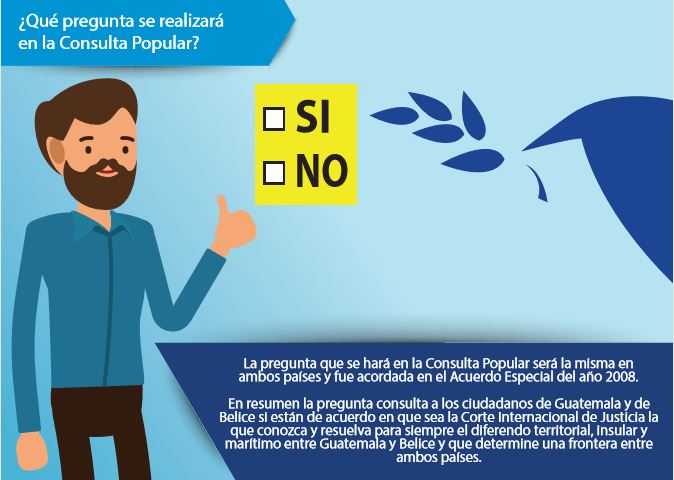 ¿Qué pregunta se realizará
en la Consulta Popular?
SI
NO
La pregunta que se hará en la Consulta Popular será la misma en
ambos países y fue acordada en el Acuerdo Especial del año 2008.
En resumen la pregunta consulta a los ciudadanos de Guatemala y de
Belice si están de acuerdo en que sea la Corte Internacional de Justicia la
que conozca y resuelva para siempre el diferendo territorial, insular y
marítimo entre Guatemala y Belice y que determine una frontera entre
ambos países.